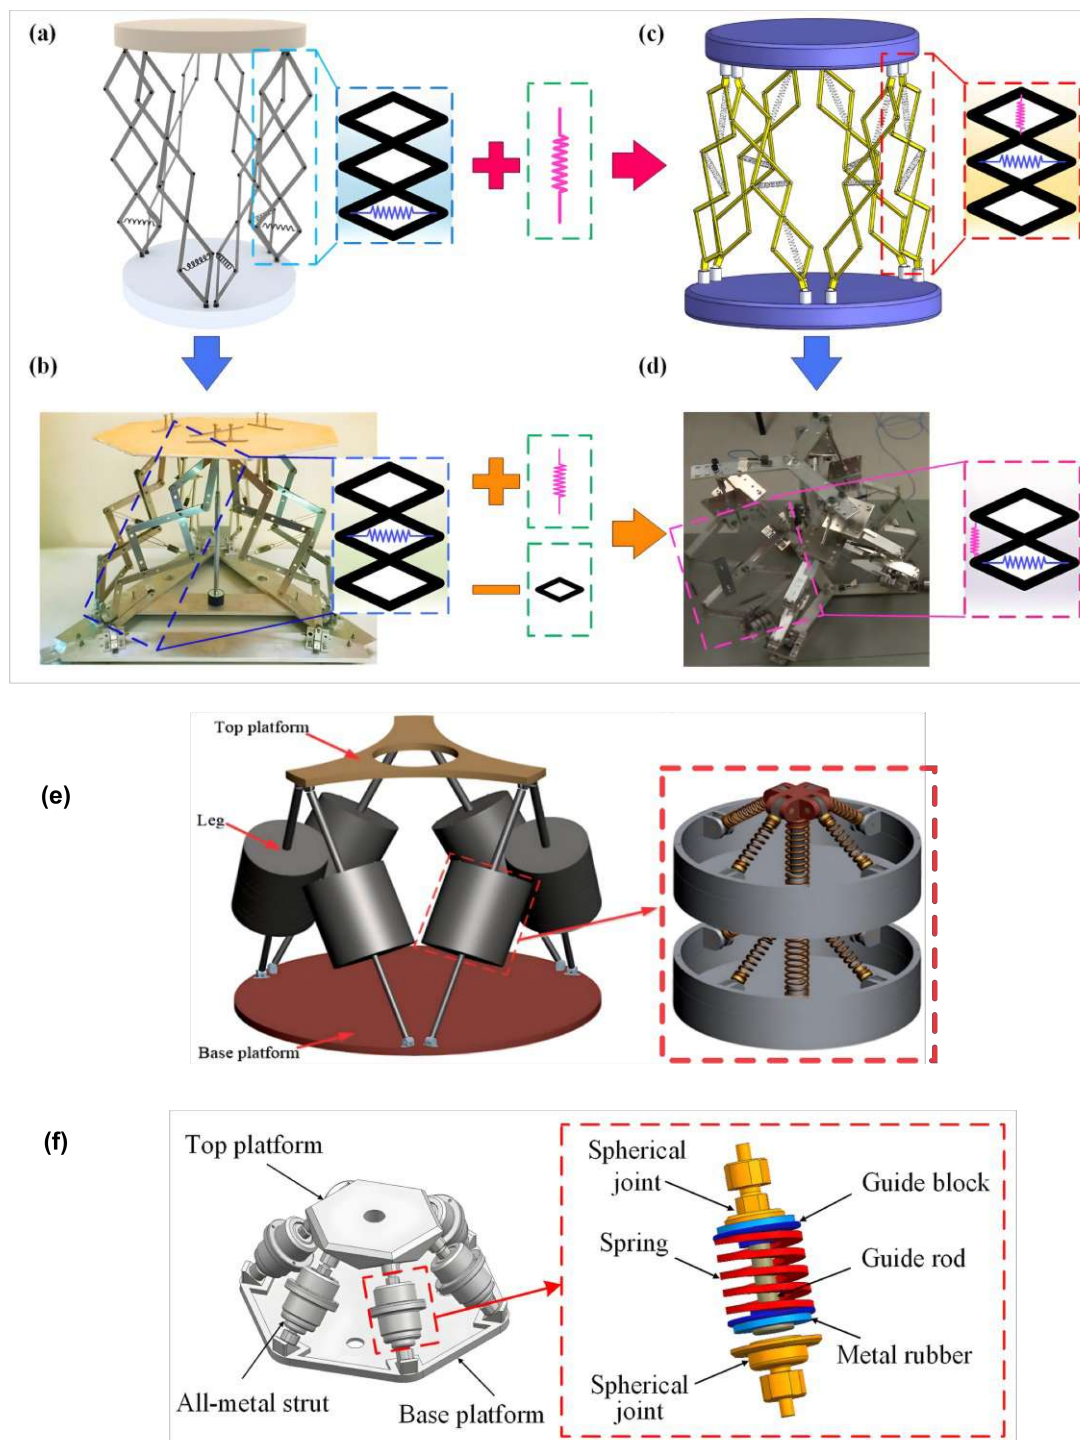 (a)
(c)
(b)
(d)
(e)
Top platform
Leg
Base platform
(f)
Top platform
All-metal strut
Base platform
Spherical
joint
Guide block
Spring
Guide rod
Metal rubber
Spherical
joint